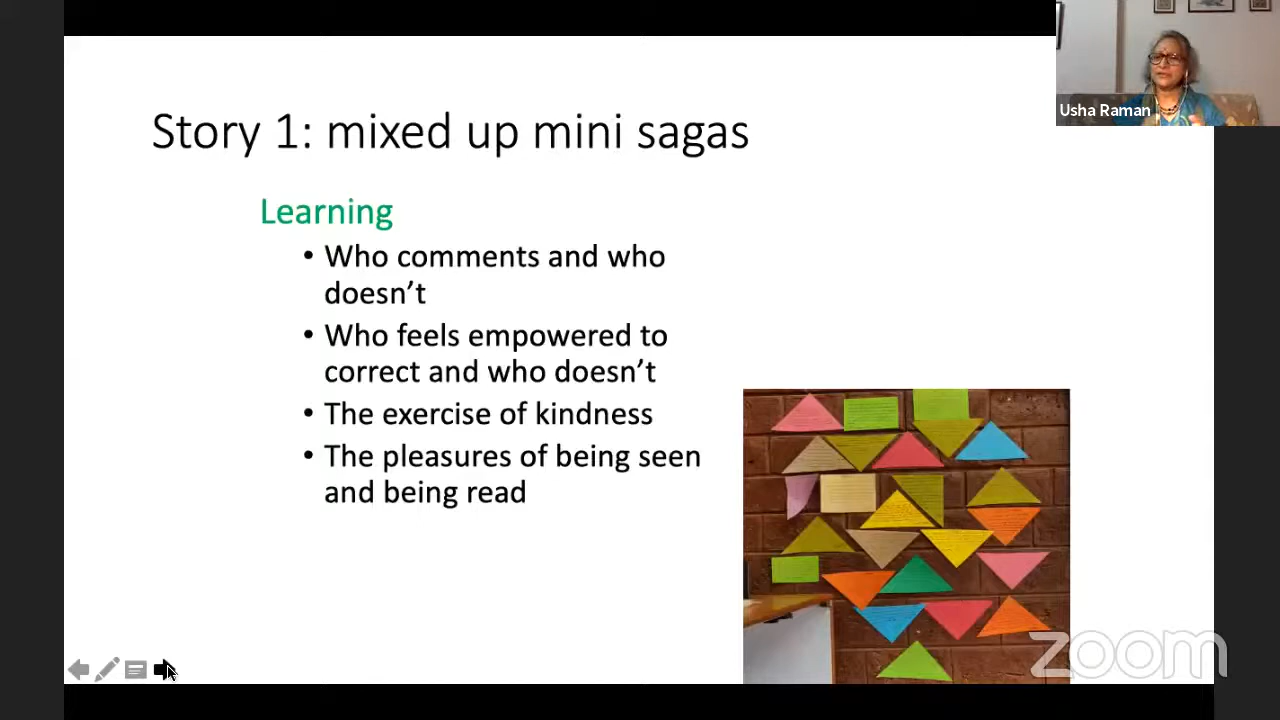 Story 1: mixed up mini sagas
Usha Raman
Learning
• Who comments and who
doesn’t
• Who feels empowered to
correct and who doesn’t
• The exercise of kindness
• The pleasures of being seen
and being read
zoom